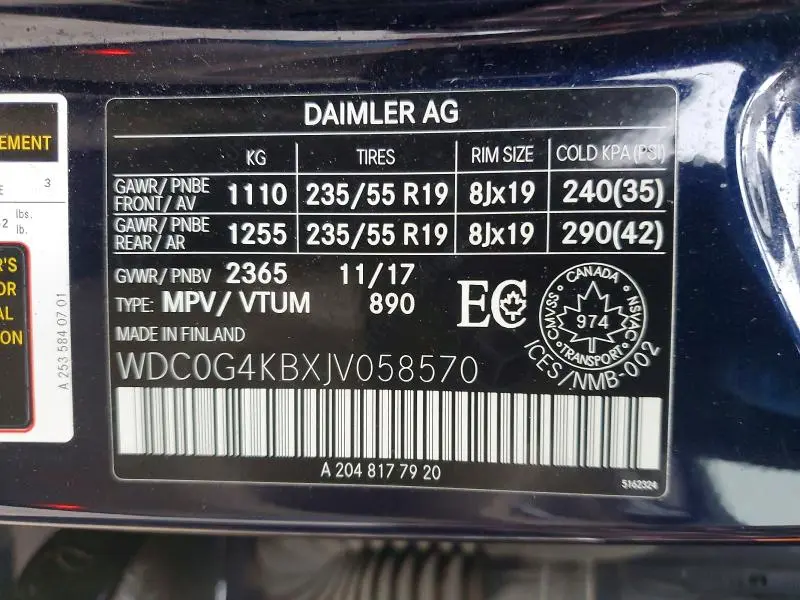 DAIMLER AG
KG TIRES RIM SIZE COLD KPA(PSI)
GAWR/PNBE FRONT/AV 1110 235/55 R19 8Jx19 240(35)
GAWR/PNBE REAR/AR 1255 235/55 R19 8Jx19 290(42)
GVWR/PNBV 2365 11/17
TYPE: MPV/VTUM 890
MADE IN FINLAND
WDC0G4KBXJV058570
A 204 817 79 20
5162324
EC
CANADA
CMVSS NSVAC
974
TRANSPORT
ICES/NMB-002
EMENT
E 3
2 lbs.
lb.
R'S
OR
AL
ON
A 253 584 07 01